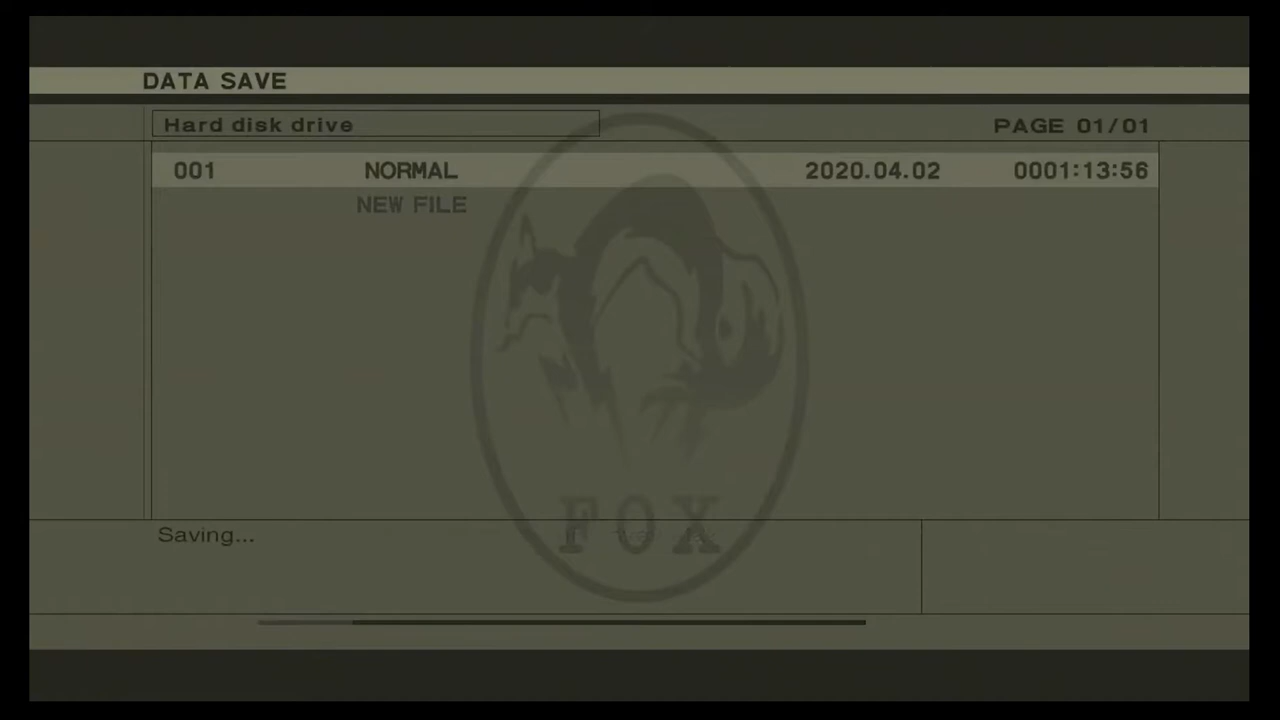 DATA SAVE
Hard disk drive PAGE 01/01
001 NORMAL 2020.04.02 0001:13:56
NEW FILE
Saving...
FOX